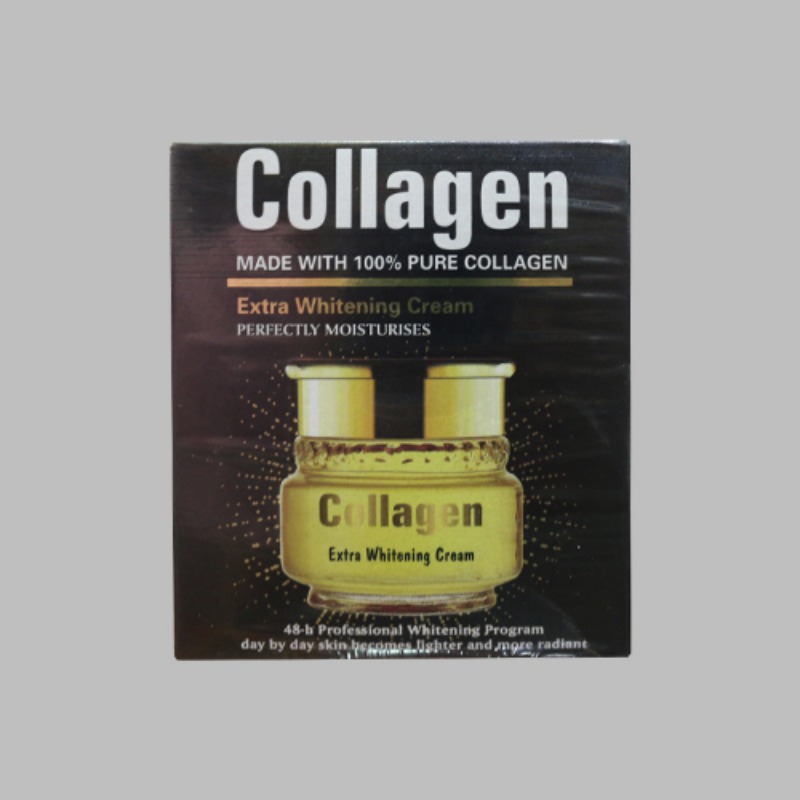 Collagen
MADE WITH 100% PURE COLLAGEN
Extra Whitening Cream
PERFECTLY MOISTURISES
Collagen
Extra Whitening Cream
48-h Professional Whitening Program
day by day skin becomes lighter and more radiant